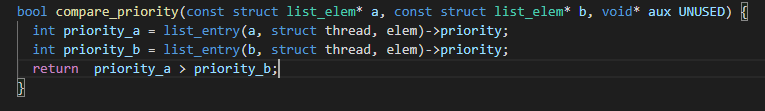 bool compare_priority(const struct list_elem* a, const struct list_elem* b, void* aux UNUSED) {
  int priority_a = list_entry(a, struct thread, elem)->priority;
  int priority_b = list_entry(b, struct thread, elem)->priority;
  return  priority_a > priority_b;
}